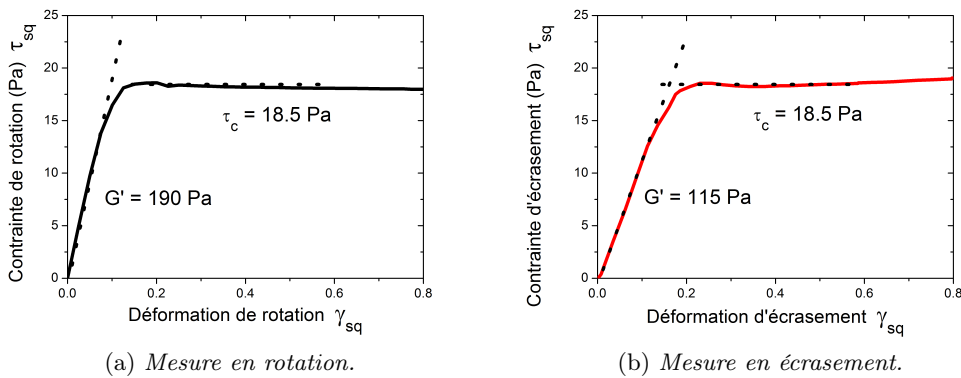 Contrainte de rotation (Pa) τsq
25
20
15
10
5
0
τc = 18.5 Pa
G' = 190 Pa
0.0 0.2 0.4 0.6 0.8
Déformation de rotation γsq
(a) Mesure en rotation.
Contrainte d'écrasement (Pa) τsq
25
20
15
10
5
0
τc = 18.5 Pa
G' = 115 Pa
0.0 0.2 0.4 0.6 0.8
Déformation d'écrasement γsq
(b) Mesure en écrasement.